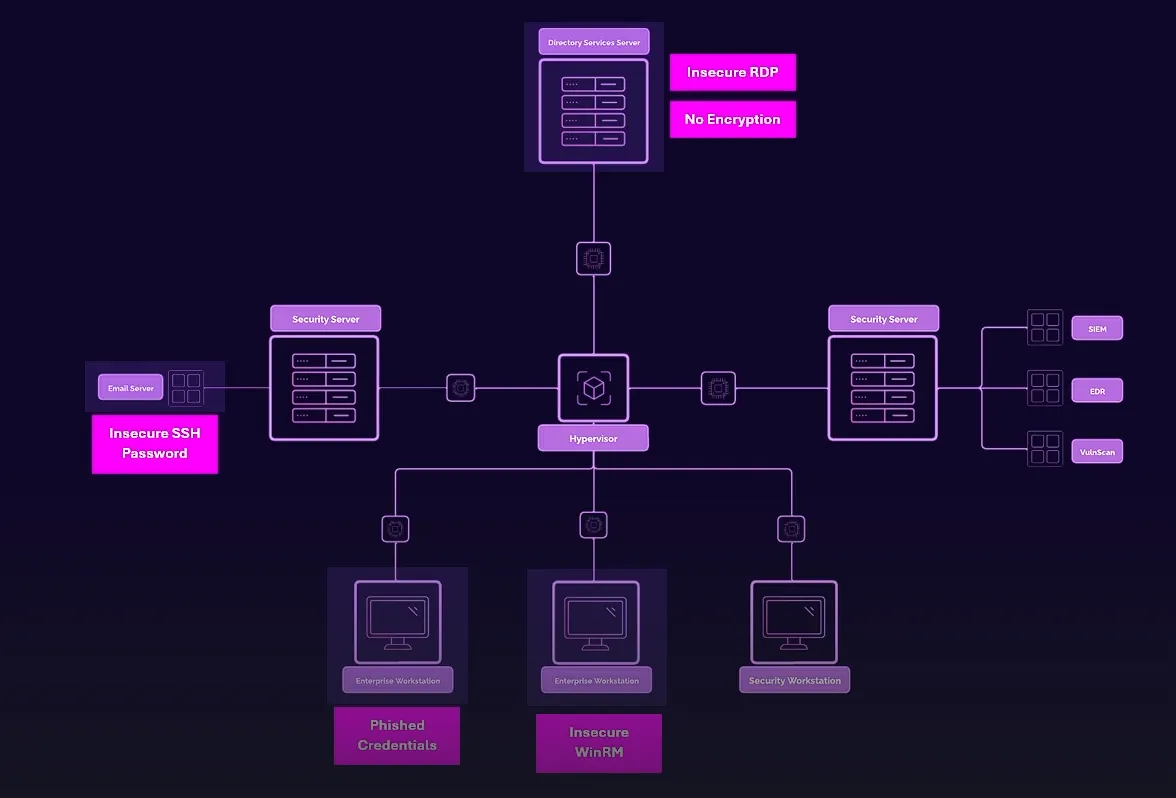 Directory Services Server
Insecure RDP
No Encryption
Security Server
Security Server
SIEM
Email Server
EDR
Insecure SSH
Password
Hypervisor
VulnScan
Enterprise Workstation
Enterprise Workstation
Security Workstation
Phished
Credentials
Insecure
WinRM